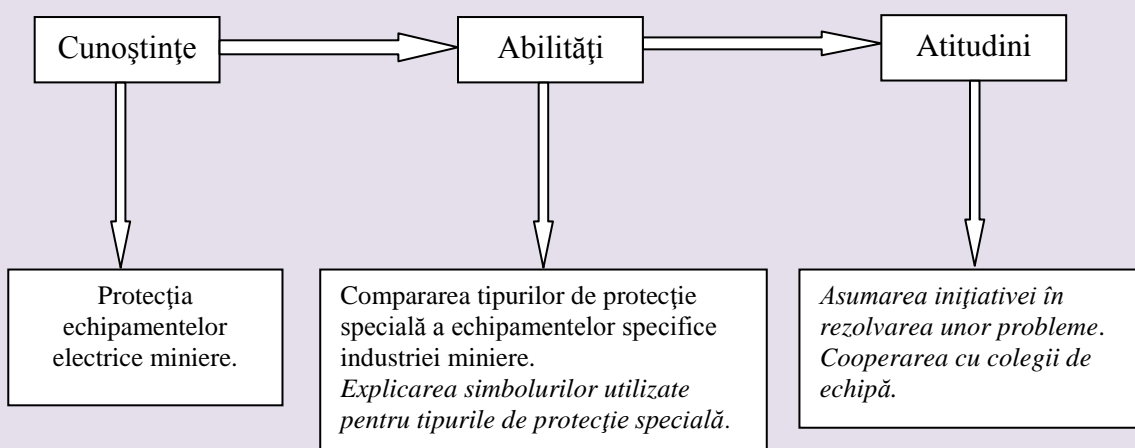 Cunoştinţe
Abilităţi
Atitudini
Protecţia
echipamentelor
electrice miniere.
Compararea tipurilor de protecţie
specială a echipamentelor specifice
industriei miniere.
Explicarea simbolurilor utilizate
pentru tipurile de protecţie specială.
Asumarea iniţiativei în
rezolvarea unor probleme.
Cooperarea cu colegii de
echipă.